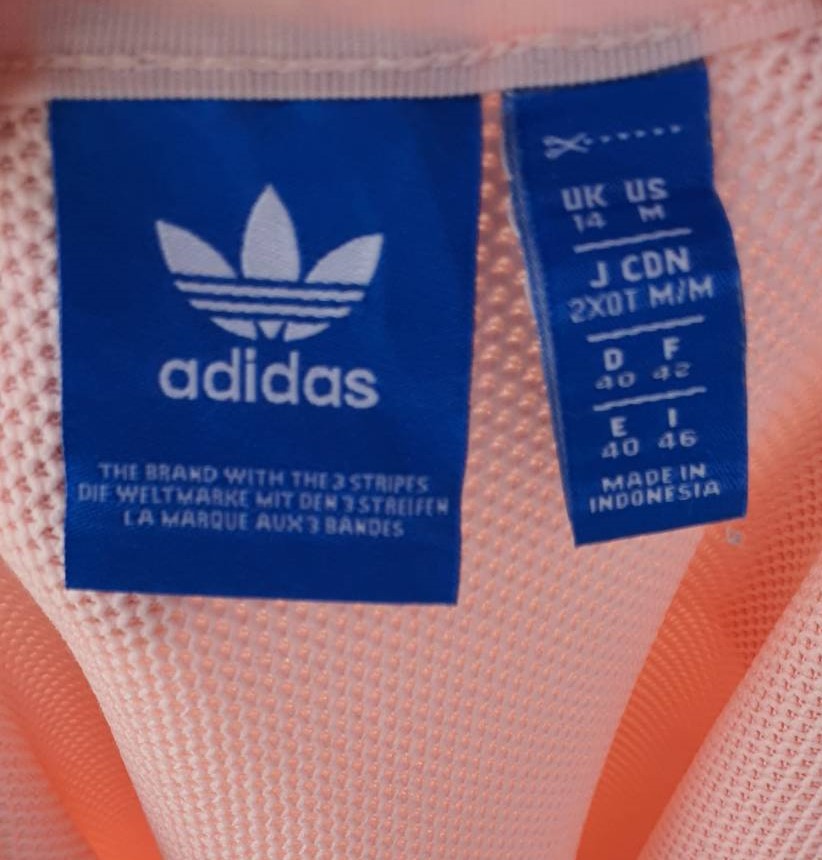 adidas
THE BRAND WITH THE 3 STRIPES
DIE WELTMARKE MIT DEN 3 STREIFEN
LA MARQUE AUX 3 BANDES
UK US
14 M
J CDN
2XOT M/M
D F
40 42
E I
40 46
MADE IN
INDONESIA